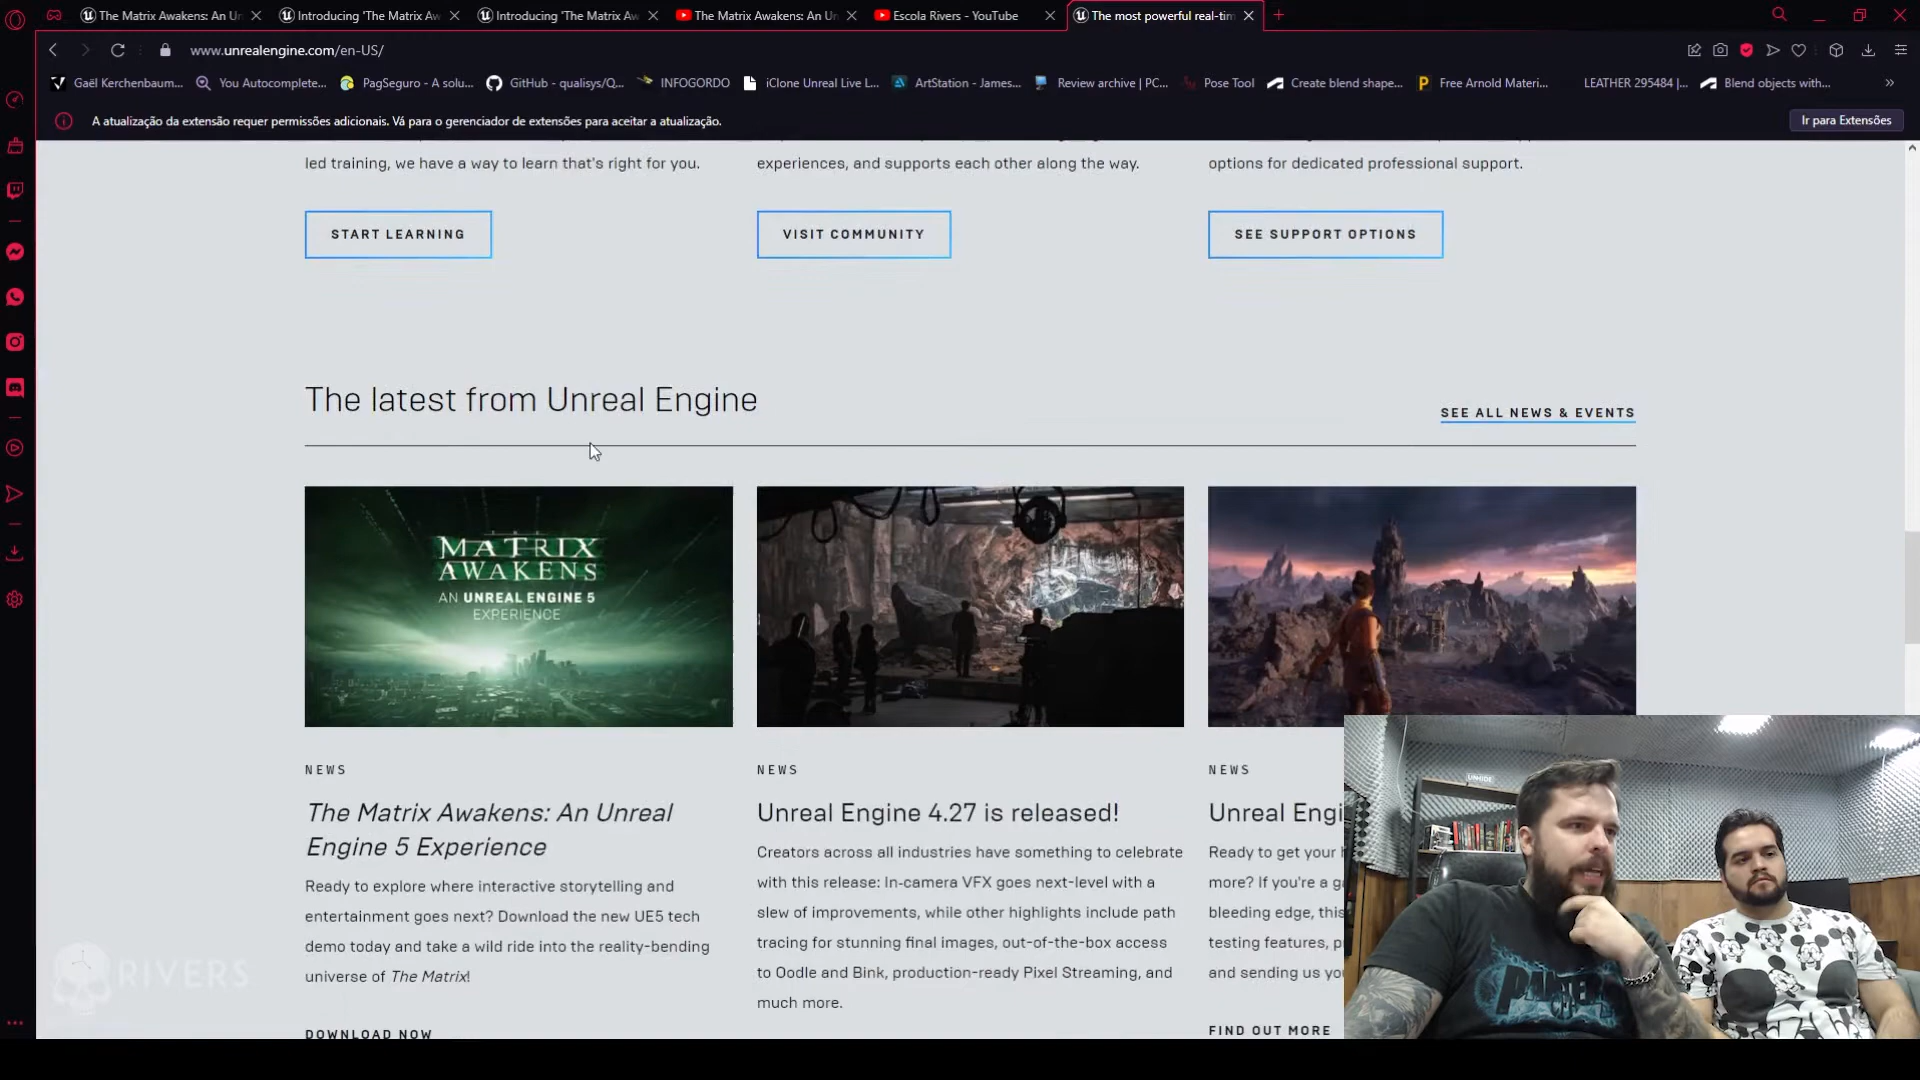 The Matrix Awakens: An Un
Introducing 'The Matrix Aw
Introducing 'The Matrix Aw
The Matrix Awakens: An Un
Escola Rivers - YouTube
The most powerful real-tim
www.unrealengine.com/en-US/
Gaël Kerchenbaum...
You Autocomplete...
PagSeguro - A solu...
GitHub - qualisys/Q...
INFOGORDO
iClone Unreal Live L...
ArtStation - James...
Review archive | PC...
Pose Tool
Create blend shape...
Free Arnold Materi...
LEATHER 295484 |...
Blend objects with...
A atualização da extensão requer permissões adicionais. Vá para o gerenciador de extensões para aceitar a atualização.
Ir para Extensões
led training, we have a way to learn that's right for you.
experiences, and supports each other along the way.
options for dedicated professional support.
START LEARNING
VISIT COMMUNITY
SEE SUPPORT OPTIONS
The latest from Unreal Engine
SEE ALL NEWS & EVENTS
THE
MATRIX
AWAKENS
AN UNREAL ENGINE 5
EXPERIENCE
NEWS
The Matrix Awakens: An Unreal
Engine 5 Experience
Ready to explore where interactive storytelling and
entertainment goes next? Download the new UE5 tech
demo today and take a wild ride into the reality-bending
universe of The Matrix!
DOWNLOAD NOW
NEWS
Unreal Engine 4.27 is released!
Creators across all industries have something to celebrate
with this release: In-camera VFX goes next-level with a
slew of improvements, while other highlights include path
tracing for stunning final images, out-of-the-box access
to Oodle and Bink, production-ready Pixel Streaming, and
much more.
NEWS
Unreal Engi
Ready to get your h
more? If you're a ga
bleeding edge, this
testing features, p
and sending us you
FIND OUT MORE
RIVERS
UNHIDE
PANTERA